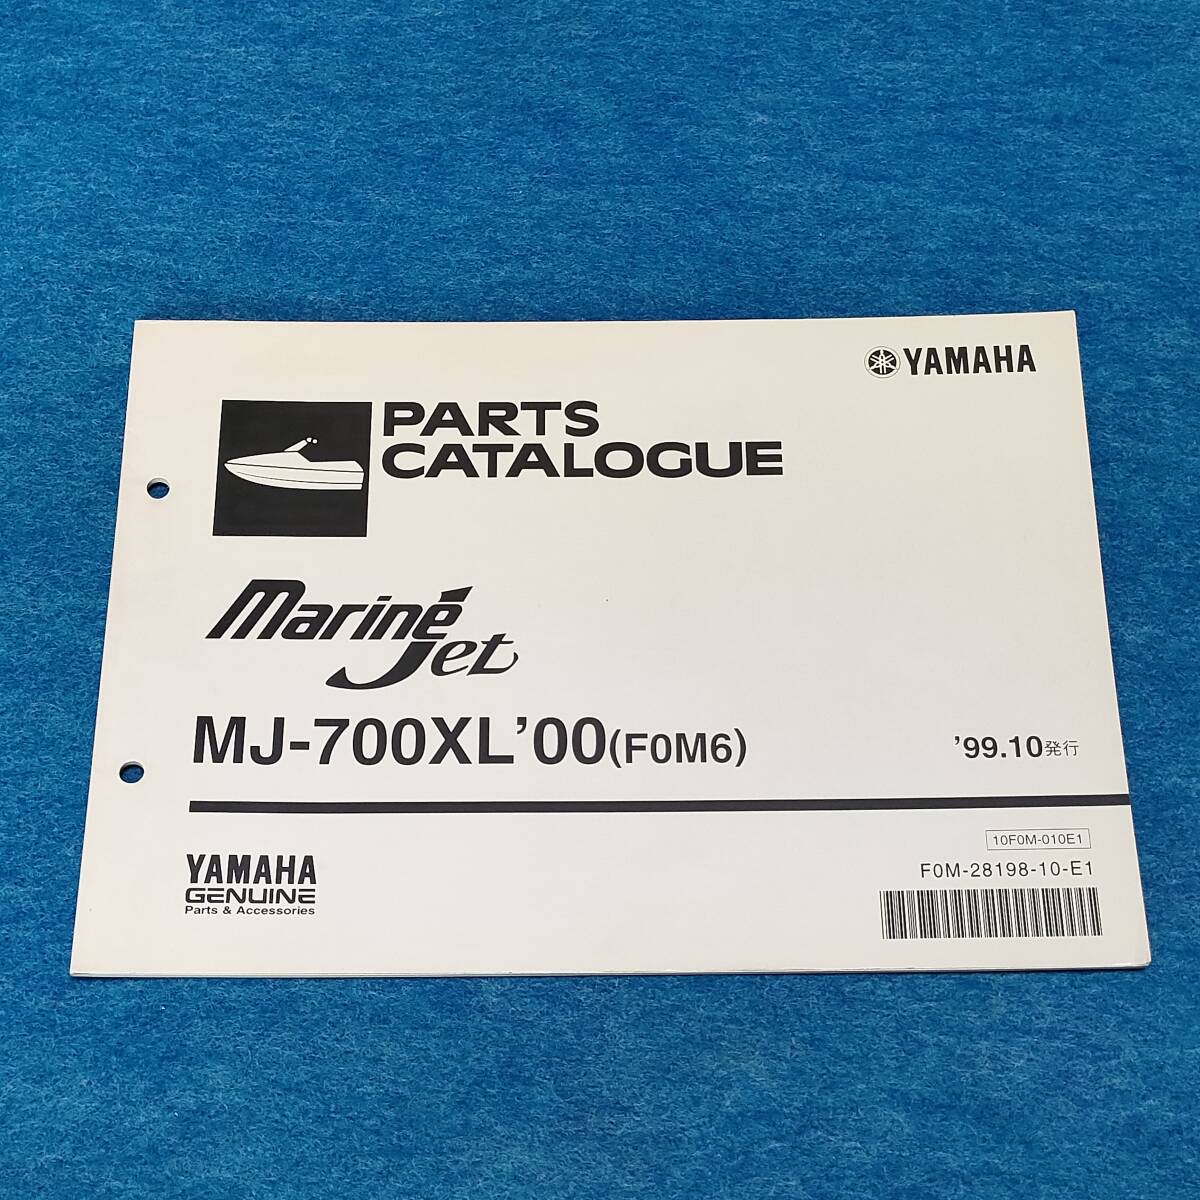 YAMAHA
PARTS
CATALOGUE
Marine
Jet
MJ-700XL'00(F0M6)
'99.10発行
10F0M-010E1
F0M-28198-10-E1
YAMAHA
GENUINE
Parts & Accessories